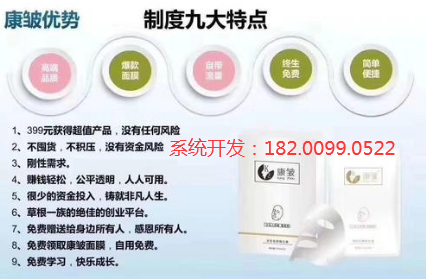 康皱优势
制度九大特点
高端
品质
爆款
面膜
自带
流量
终生
免费
简单
便捷
1、399元获得超值产品，没有任何风险
2、不囤货，不积压，没有资金风险
系统开发：182.0099.0522
3、刚性需求。
4、赚钱轻松，公平透明，人人可用。
5、很少的资金投入，铸就非凡人生。
6、草根一族的绝佳的创业平台。
7、免费赠送给身边所有人，感恩所有人。
8、免费领取康皱面膜，自用免费。
9、免费学习，快乐成长。
康皱
康皱